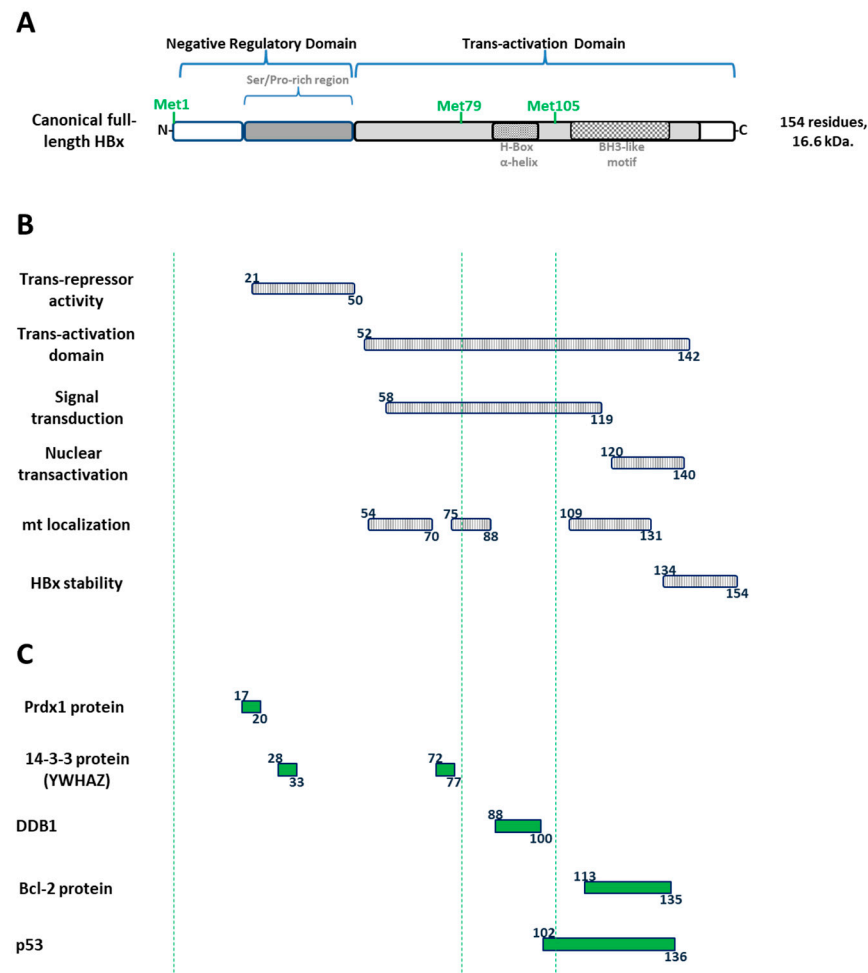 A
Negative Regulatory Domain
Trans-activation Domain
Ser/Pro-rich region
Met1
Met79
Met105
Canonical full-
length HBx
N-
-C
154 residues,
16.6 kDa.
H-Box
α-helix
BH3-like
motif
B
Trans-repressor
activity
21
50
Trans-activation
domain
52
142
Signal
transduction
58
119
Nuclear
transactivation
120
140
mt localization
54
70
75
88
109
131
HBx stability
134
154
C
Prdx1 protein
17
20
14-3-3 protein
(YWHAZ)
28
33
72
77
DDB1
88
100
Bcl-2 protein
113
135
p53
102
136